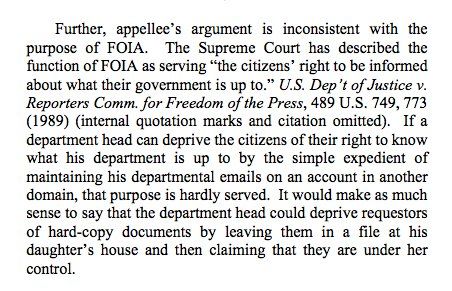 Further, appellee's argument is inconsistent with the
purpose of FOIA. The Supreme Court has described the
function of FOIA as serving "the citizens' right to be informed
about what their government is up to." U.S. Dep't of Justice v.
Reporters Comm. for Freedom of the Press, 489 U.S. 749, 773
(1989) (internal quotation marks and citation omitted). If a
department head can deprive the citizens of their right to know
what his department is up to by the simple expedient of
maintaining his departmental emails on an account in another
domain, that purpose is hardly served. It would make as much
sense to say that the department head could deprive requestors
of hard-copy documents by leaving them in a file at his
daughter's house and then claiming that they are under her
control.